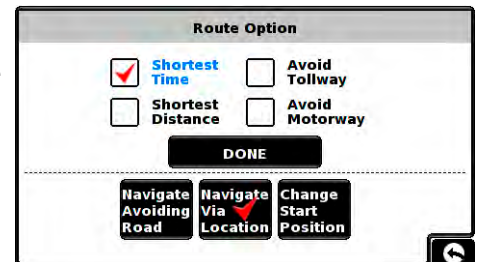 Route Option
Shortest
Time
Avoid
Tollway
Shortest
Distance
Avoid
Motorway
DONE
Navigate
Avoiding
Road
Navigate
Via
Location
Change
Start
Position